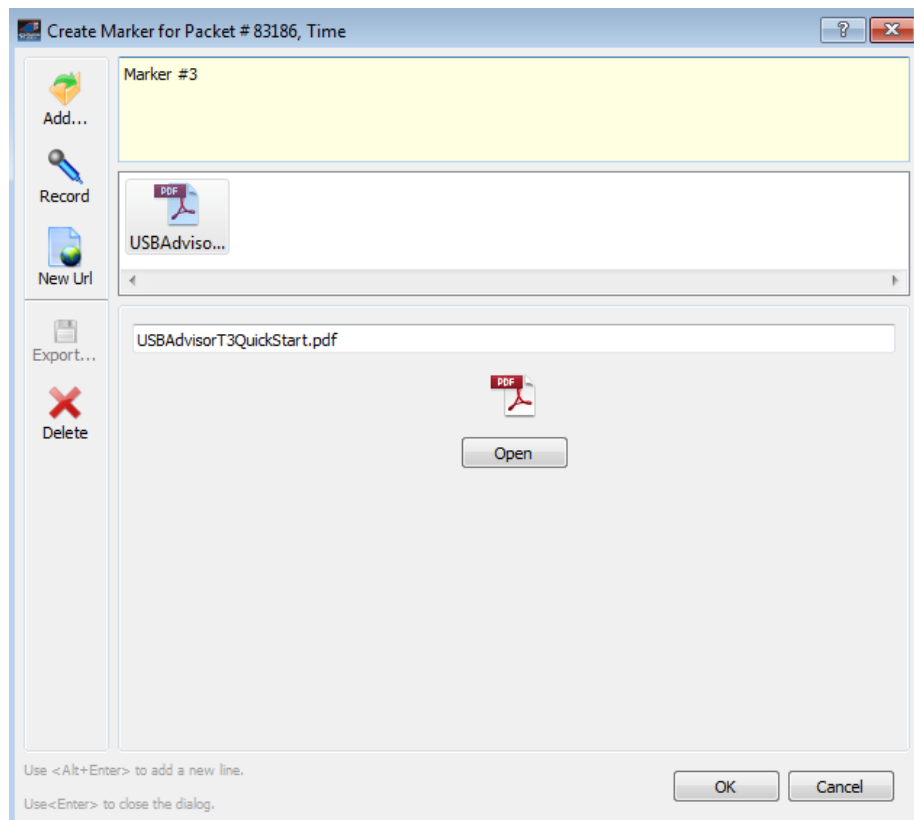 Create Marker for Packet # 83186, Time
?
Marker #3
Add...
Record
New Url
Export...
Delete
PDF
USBAdviso...
USBAdvisorT3QuickStart.pdf
PDF
Open
Use <Alt+Enter> to add a new line.
Use<Enter> to close the dialog.
OK
Cancel